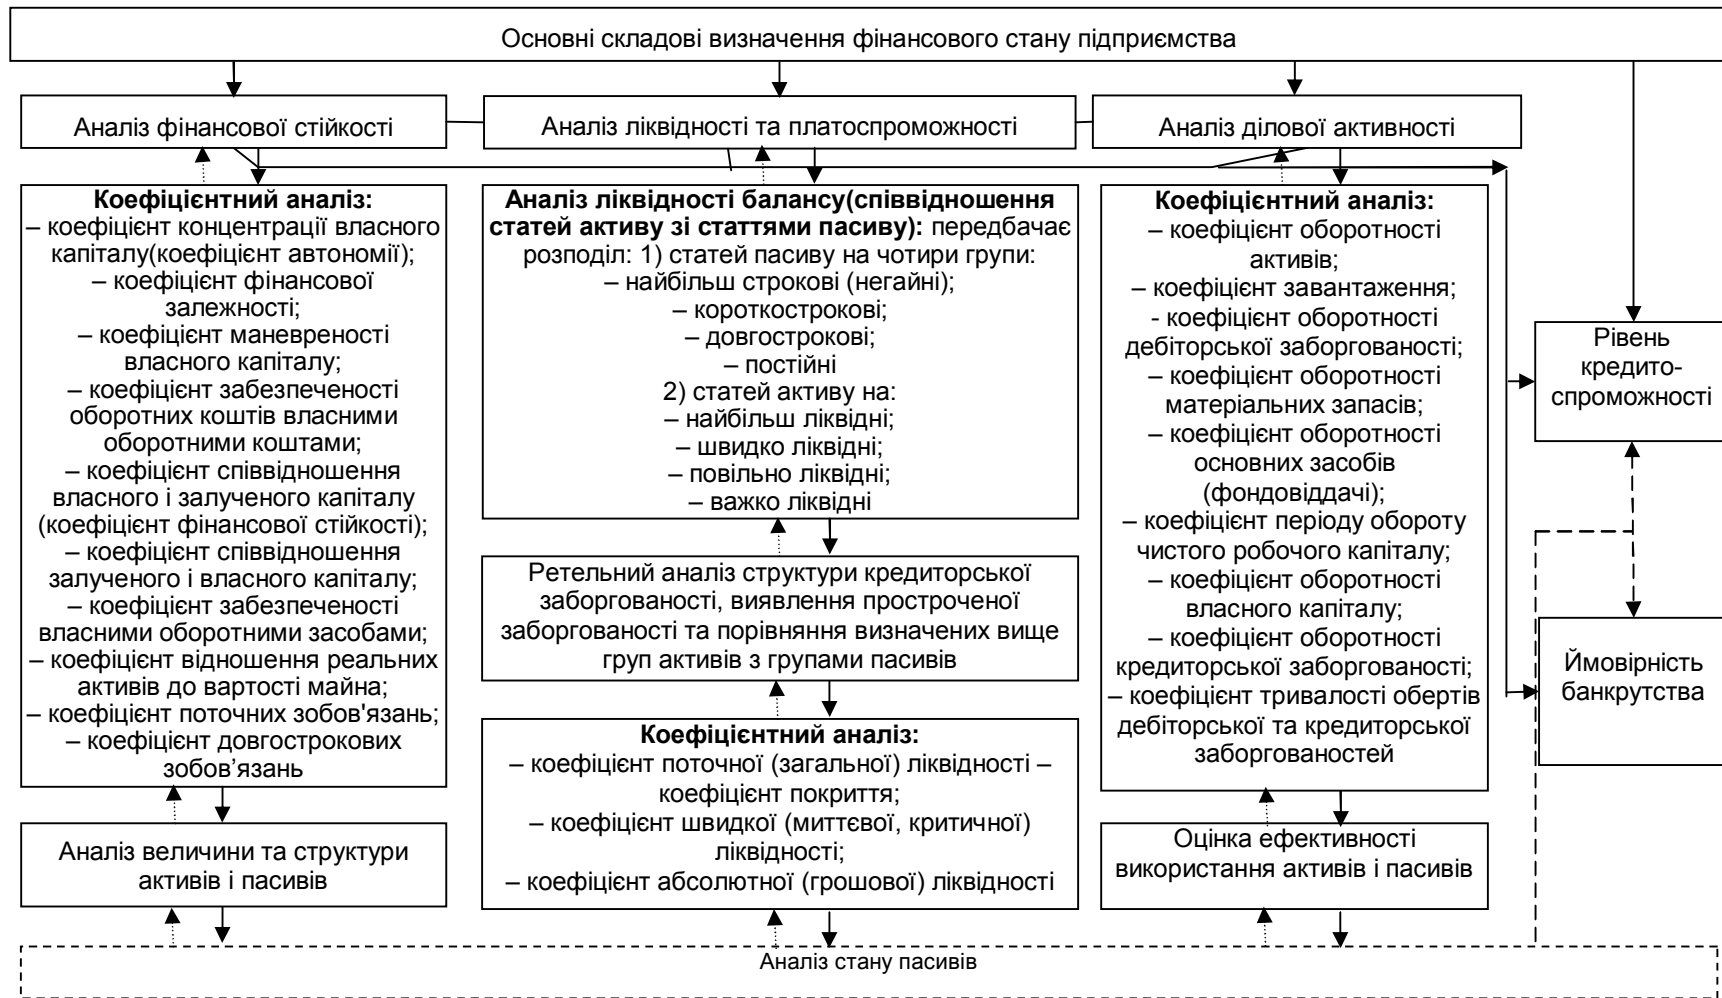 Основні складові визначення фінансового стану підприємства
Аналіз фінансової стійкості
Аналіз ліквідності та платоспроможності
Аналіз ділової активності
Коефіцієнтний аналіз:
– коефіцієнт концентрації власного
капіталу(коефіцієнт автономії);
– коефіцієнт фінансової
залежності;
– коефіцієнт маневреності
власного капіталу;
– коефіцієнт забезпеченості
оборотних коштів власними
оборотними коштами;
– коефіцієнт співвідношення
власного і залученого капіталу
(коефіцієнт фінансової стійкості);
– коефіцієнт співвідношення
залученого і власного капіталу;
– коефіцієнт забезпеченості
власними оборотними засобами;
– коефіцієнт відношення реальних
активів до вартості майна;
– коефіцієнт поточних зобов'язань;
– коефіцієнт довгострокових
зобов’язань
Аналіз величини та структури
активів і пасивів
Аналіз ліквідності балансу(співвідношення
статей активу зі статтями пасиву): передбачає
розподіл: 1) статей пасиву на чотири групи:
– найбільш строкові (негайні);
– короткострокові;
– довгострокові;
– постійні
2) статей активу на:
– найбільш ліквідні;
– швидко ліквідні;
– повільно ліквідні;
– важко ліквідні
Ретельний аналіз структури кредиторської
заборгованості, виявлення простроченої
заборгованості та порівняння визначених вище
груп активів з групами пасивів
Коефіцієнтний аналіз:
– коефіцієнт поточної (загальної) ліквідності –
коефіцієнт покриття;
– коефіцієнт швидкої (миттєвої, критичної)
ліквідності;
– коефіцієнт абсолютної (грошової) ліквідності
Коефіцієнтний аналіз:
– коефіцієнт оборотності
активів;
– коефіцієнт завантаження;
- коефіцієнт оборотності
дебіторської заборгованості;
– коефіцієнт оборотності
матеріальних запасів;
– коефіцієнт оборотності
основних засобів
(фондовіддачі);
– коефіцієнт періоду обороту
чистого робочого капіталу;
– коефіцієнт оборотності
власного капіталу;
– коефіцієнт оборотності
кредиторської заборгованості;
– коефіцієнт тривалості обертів
дебіторської та кредиторської
заборгованостей
Оцінка ефективності
використання активів і пасивів
Рівень
кредито-
спроможності
Ймовірність
банкрутства
Аналіз стану пасивів